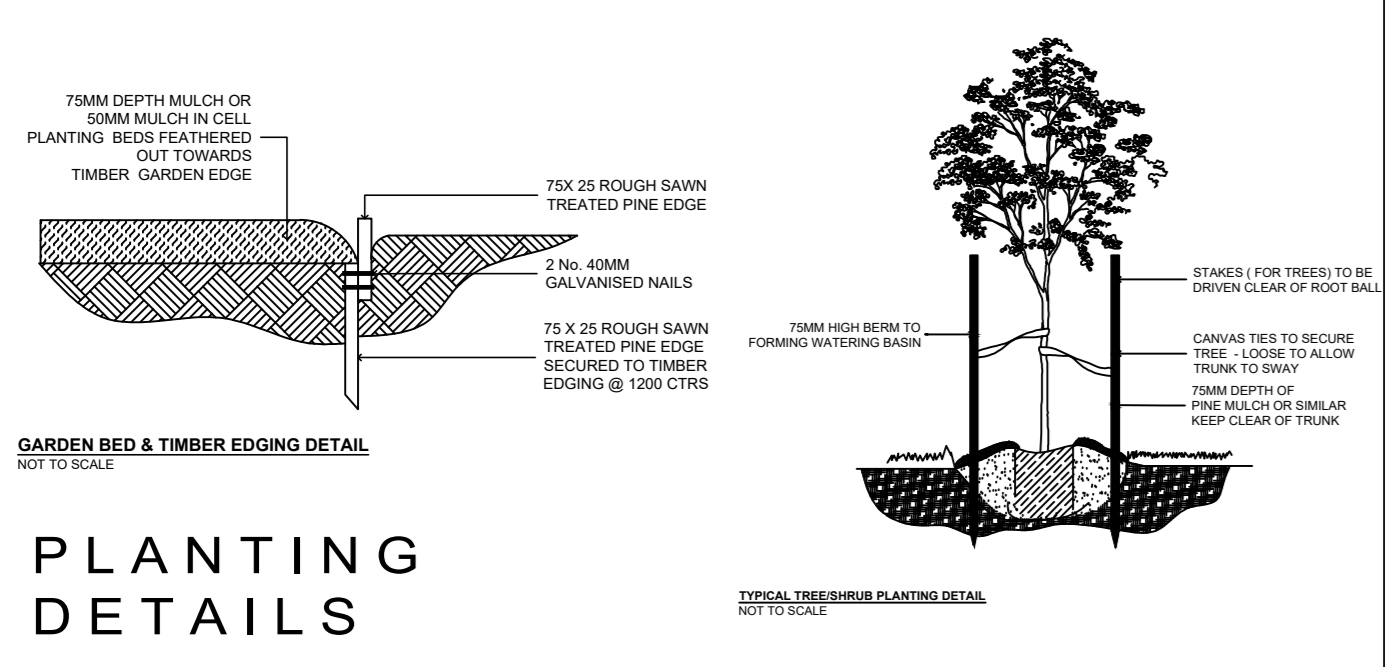 75MM DEPTH MULCH OR
50MM MULCH IN CELL
PLANTING BEDS FEATHERED
OUT TOWARDS
TIMBER GARDEN EDGE
75X 25 ROUGH SAWN
TREATED PINE EDGE
2 No. 40MM
GALVANISED NAILS
75 X 25 ROUGH SAWN
TREATED PINE EDGE
SECURED TO TIMBER
EDGING @ 1200 CTRS
GARDEN BED & TIMBER EDGING DETAIL
NOT TO SCALE
PLANTING
DETAILS
75MM HIGH BERM TO
FORMING WATERING BASIN
STAKES ( FOR TREES) TO BE
DRIVEN CLEAR OF ROOT BALL
CANVAS TIES TO SECURE
TREE - LOOSE TO ALLOW
TRUNK TO SWAY
75MM DEPTH OF
PINE MULCH OR SIMILAR
KEEP CLEAR OF TRUNK
TYPICAL TREE/SHRUB PLANTING DETAIL
NOT TO SCALE